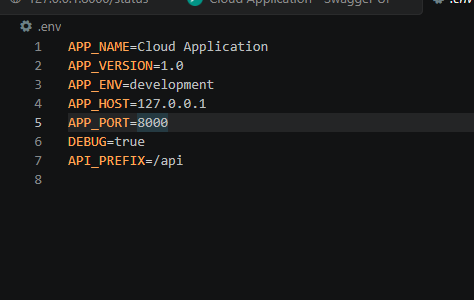 127.0.0.1:8000/status Cloud Application - Swagger UI .env
.env
1 APP_NAME=Cloud Application
2 APP_VERSION=1.0
3 APP_ENV=development
4 APP_HOST=127.0.0.1
5 APP_PORT=8000
6 DEBUG=true
7 API_PREFIX=/api
8